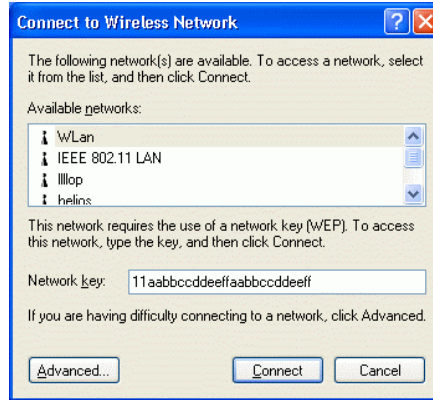 Connect to Wireless Network
The following network(s) are available. To access a network, select
it from the list, and then click Connect.
Available networks:
WLan
IEEE 802.11 LAN
llllop
helios
This network requires the use of a network key (WEP). To access
this network, type the key, and then click Connect.
Network key: 11aabbccddeeffaabbccddeeff
If you are having difficulty connecting to a network, click Advanced.
Advanced... Connect Cancel